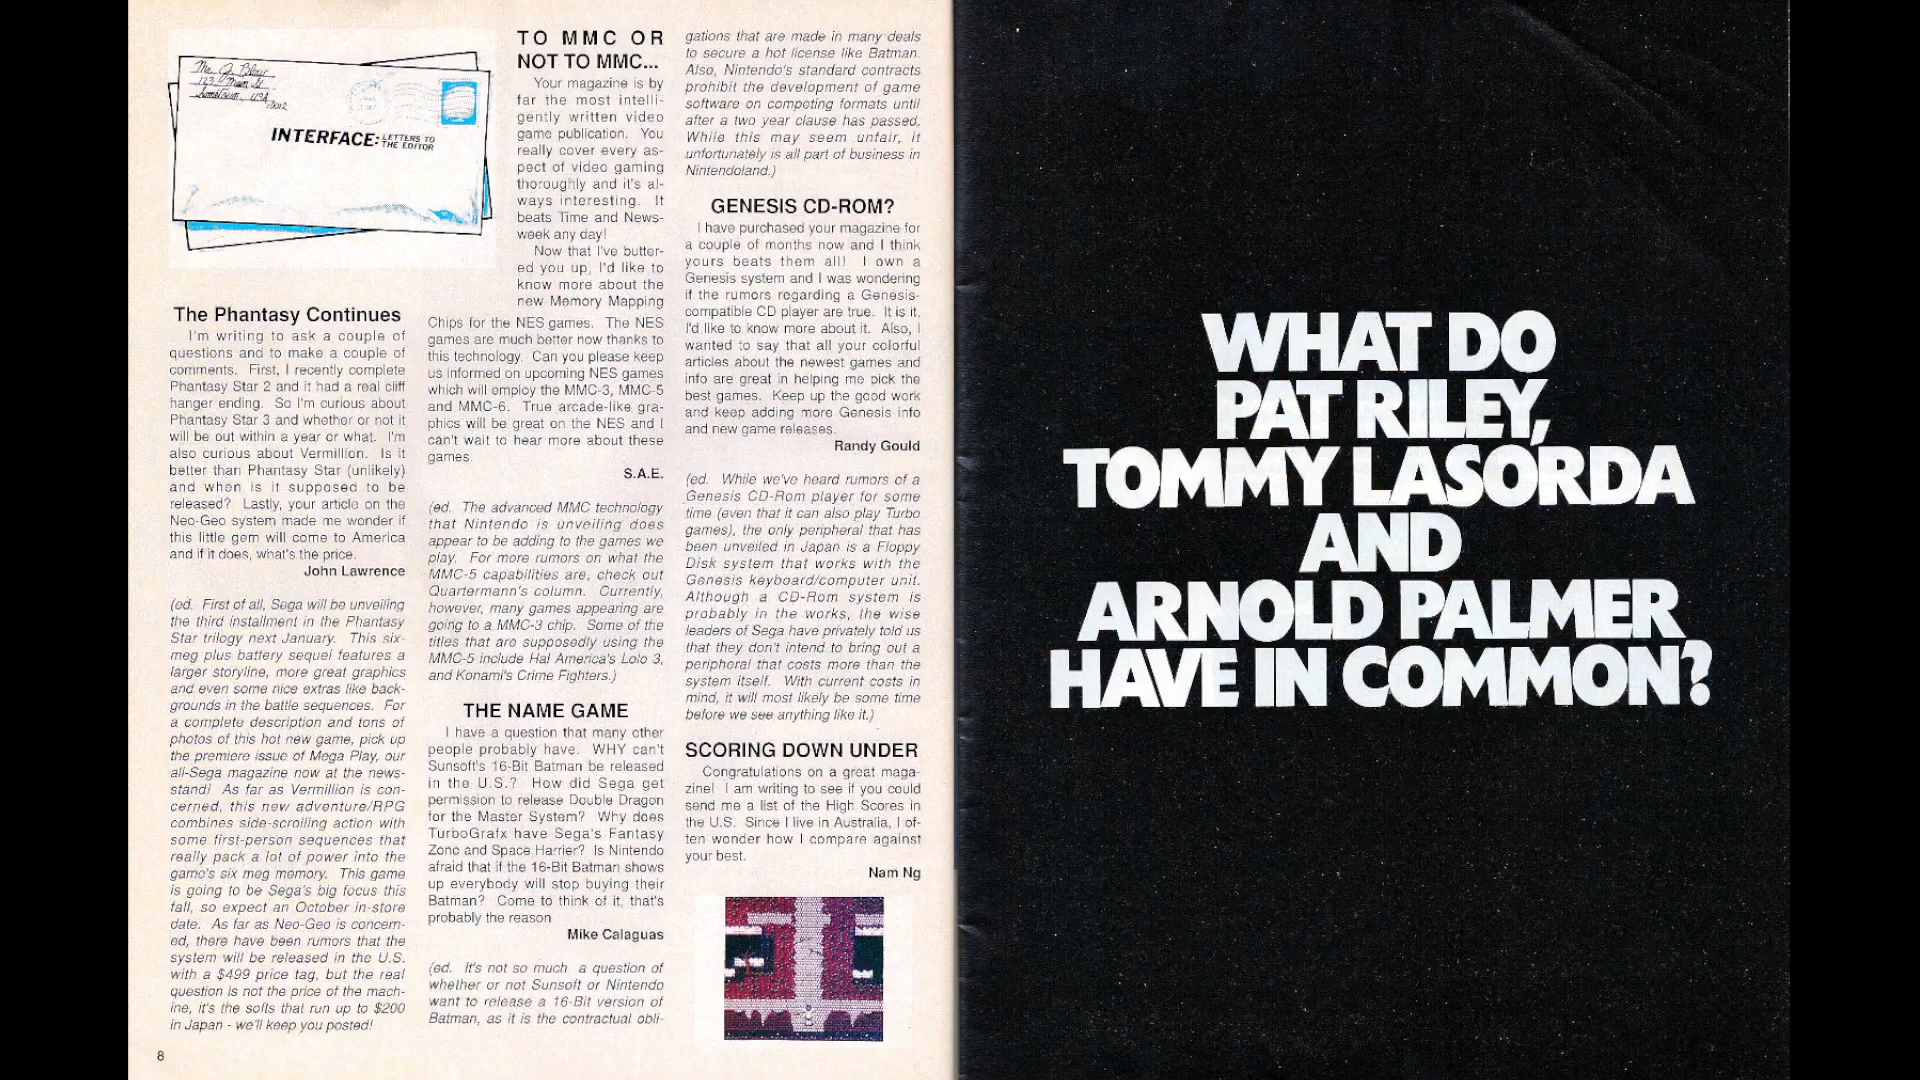 Mr. J. Blow
123 Main St
Sometown, USA
INTERFACE: LETTERS TO
THE EDITOR
The Phantasy Continues
I'm writing to ask a couple of
questions and to make a couple of
comments. First, I recently complete
Phantasy Star 2 and it had a real cliff
hanger ending. So I'm curious about
Phantasy Star 3 and whether or not it
will be out within a year or what. I'm
also curious about Vermillion. Is it
better than Phantasy Star (unlikely)
and when is it supposed to be
released? Lastly, your article on the
Neo-Geo system made me wonder if
this little gem will come to America
and if it does, what's the price.
John Lawrence
(ed. First of all, Sega will be unveiling
the third installment in the Phantasy
Star trilogy next January. This six-
meg plus battery sequel features a
larger storyline, more great graphics
and even some nice extras like back-
grounds in the battle sequences. For
a complete description and tons of
photos of this hot new game, pick up
the premiere issue of Mega Play, our
all-Sega magazine now at the news-
stand! As far as Vermillion is con-
cerned, this new adventure/RPG
combines side-scrolling action with
some first-person sequences that
really pack a lot of power into the
game's six meg memory. This game
is going to be Sega's big focus this
fall, so expect an October in-store
date. As far as Neo-Geo is concern-
ed, there have been rumors that the
system will be released in the U.S.
with a $499 price tag, but the real
question is not the price of the mach-
ine, it's the softs that run up to $200
in Japan - we'll keep you posted!
8
TO MMC OR
NOT TO MMC...
Your magazine is by
far the most intelli-
gently written video
game publication. You
really cover every as-
pect of video gaming
thoroughly and it's al-
ways interesting. It
beats Time and News-
week any day!
Now that I've butter-
ed you up, I'd like to
know more about the
new Memory Mapping
Chips for the NES games. The NES
games are much better now thanks to
this technology. Can you please keep
us informed on upcoming NES games
which will employ the MMC-3, MMC-5
and MMC-6. True arcade-like gra-
phics will be great on the NES and I
can't wait to hear more about these
games.
S.A.E.
(ed. The advanced MMC technology
that Nintendo is unveiling does
appear to be adding to the games we
play. For more rumors on what the
MMC-5 capabilities are, check out
Quartermann's column. Currently,
however, many games appearing are
going to a MMC-3 chip. Some of the
titles that are supposedly using the
MMC-5 include Hal America's Lolo 3,
and Konami's Crime Fighters.)
THE NAME GAME
I have a question that many other
people probably have. WHY can't
Sunsoft's 16-Bit Batman be released
in the U.S.? How did Sega get
permission to release Double Dragon
for the Master System? Why does
TurboGrafx have Sega's Fantasy
Zone and Space Harrier? Is Nintendo
afraid that if the 16-Bit Batman shows
up everybody will stop buying their
Batman? Come to think of it, that's
probably the reason
Mike Calaguas
(ed. It's not so much a question of
whether or not Sunsoft or Nintendo
want to release a 16-Bit version of
Batman, as it is the contractual obli-
gations that are made in many deals
to secure a hot license like Batman.
Also, Nintendo's standard contracts
prohibit the development of game
software on competing formats until
after a two year clause has passed.
While this may seem unfair, it
unfortunately is all part of business in
Nintendoland.)
GENESIS CD-ROM?
I have purchased your magazine for
a couple of months now and I think
yours beats them all! I own a
Genesis system and I was wondering
if the rumors regarding a Genesis-
compatible CD player are true. It is it,
I'd like to know more about it. Also, I
wanted to say that all your colorful
articles about the newest games and
info are great in helping me pick the
best games. Keep up the good work
and keep adding more Genesis info
and new game releases.
Randy Gould
(ed. While we've heard rumors of a
Genesis CD-Rom player for some
time (even that it can also play Turbo
games), the only peripheral that has
been unveiled in Japan is a Floppy
Disk system that works with the
Genesis keyboard/computer unit.
Although a CD-Rom system is
probably in the works, the wise
leaders of Sega have privately told us
that they don't intend to bring out a
peripheral that costs more than the
system itself. With current costs in
mind, it will most likely be some time
before we see anything like it.)
SCORING DOWN UNDER
Congratulations on a great maga-
zine! I am writing to see if you could
send me a list of the High Scores in
the U.S. Since I live in Australia, I of-
ten wonder how I compare against
your best.
Nam Ng
WHAT DO
PAT RILEY,
TOMMY LASORDA
AND
ARNOLD PALMER
HAVE IN COMMON?